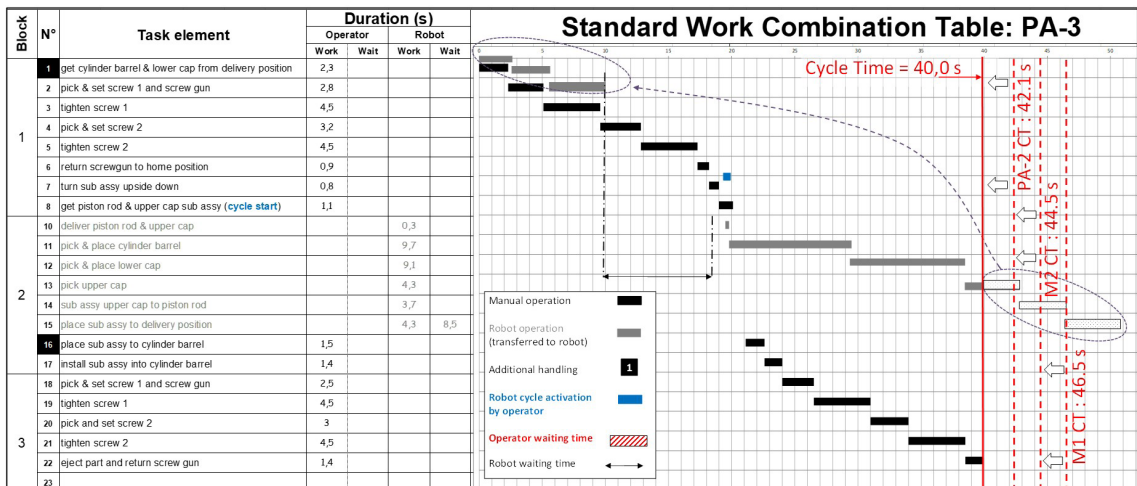 Standard Work Combination Table: PA-3
Block
N°
Task element
Duration (s)
Operator
Robot
Work
Wait
Work
Wait
0 5 10 15 20 25 30 35 40 45 50
1
1 get cylinder barrel & lower cap from delivery position 2,3
2 pick & set screw 1 and screw gun 2,8
3 tighten screw 1 4,5
4 pick & set screw 2 3,2
5 tighten screw 2 4,5
6 return screwgun to home position 0,9
7 turn sub assy upside down 0,8
8 get piston rod & upper cap sub assy (cycle start) 1,1
2
10 deliver piston rod & upper cap 0,3
11 pick & place cylinder barrel 9,7
12 pick & place lower cap 9,1
13 pick upper cap 4,3
14 sub assy upper cap to piston rod 3,7
15 place sub assy to delivery position 4,3 8,5
16 place sub assy to cylinder barrel 1,5
17 install sub assy into cylinder barrel 1,4
3
18 pick & set screw 1 and screw gun 2,5
19 tighten screw 1 4,5
20 pick and set screw 2 3
21 tighten screw 2 4,5
22 eject part and return screw gun 1,4
23
Cycle Time = 40,0 s
PA-2 CT : 42.1 s
M2 CT : 44.5 s
M1 CT : 46.5 s
Manual operation
Robot operation
(transferred to robot)
Additional handling 1
Robot cycle activation
by operator
Operator waiting time
Robot waiting time